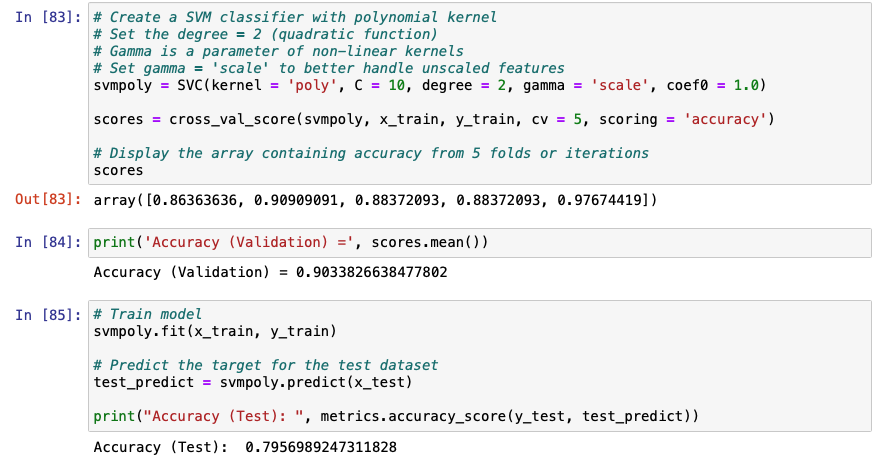 In [83]: # Create a SVM classifier with polynomial kernel
# Set the degree = 2 (quadratic function)
# Gamma is a parameter of non-linear kernels
# Set gamma = 'scale' to better handle unscaled features
svmpoly = SVC(kernel = 'poly', C = 10, degree = 2, gamma = 'scale', coef0 = 1.0)
scores = cross_val_score(svmpoly, x_train, y_train, cv = 5, scoring = 'accuracy')
# Display the array containing accuracy from 5 folds or iterations
scores
Out[83]: array([0.86363636, 0.90909091, 0.88372093, 0.88372093, 0.97674419])
In [84]: print('Accuracy (Validation) =', scores.mean())
Accuracy (Validation) = 0.9033826638477802
In [85]: # Train model
svmpoly.fit(x_train, y_train)
# Predict the target for the test dataset
test_predict = svmpoly.predict(x_test)
print("Accuracy (Test): ", metrics.accuracy_score(y_test, test_predict))
Accuracy (Test):  0.7956989247311828